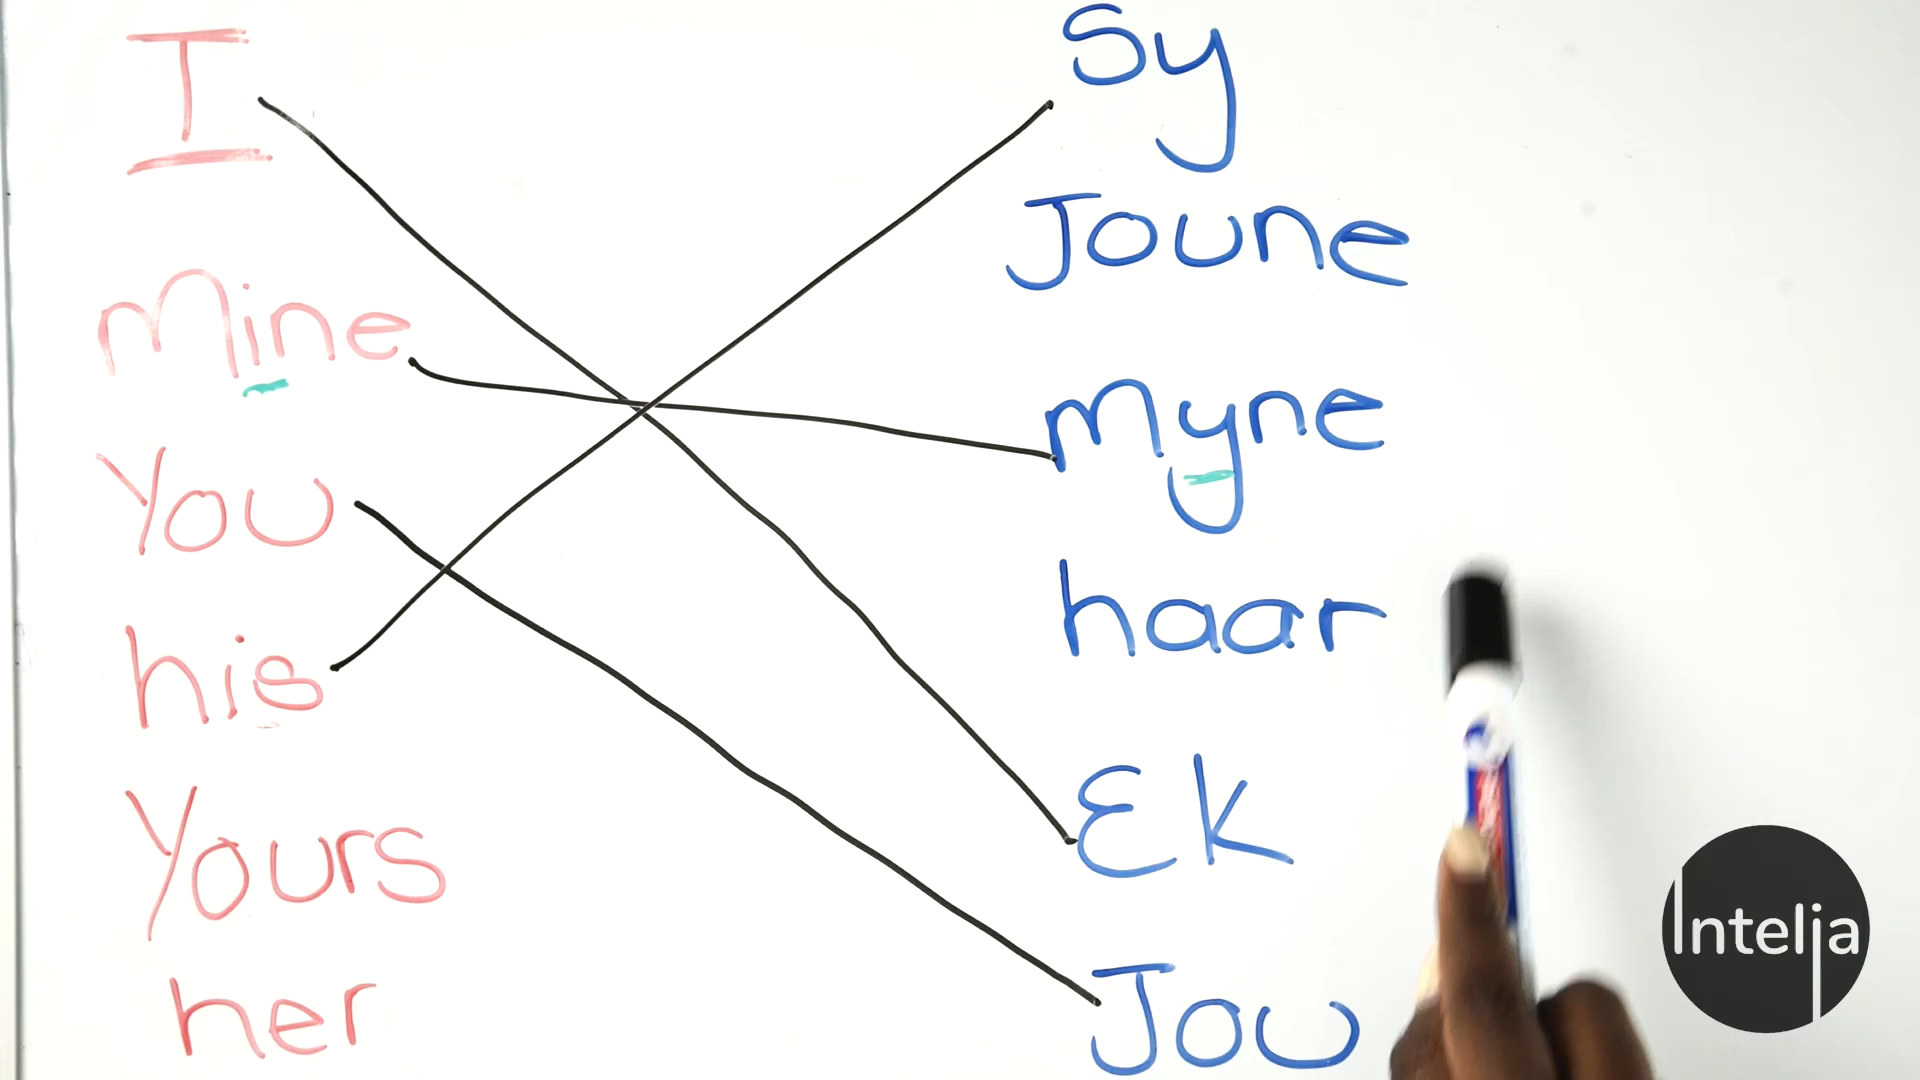 I
Mine
You
his
Yours
her
Sy
Joune
Myne
haar
Ek
Jou
Intelja